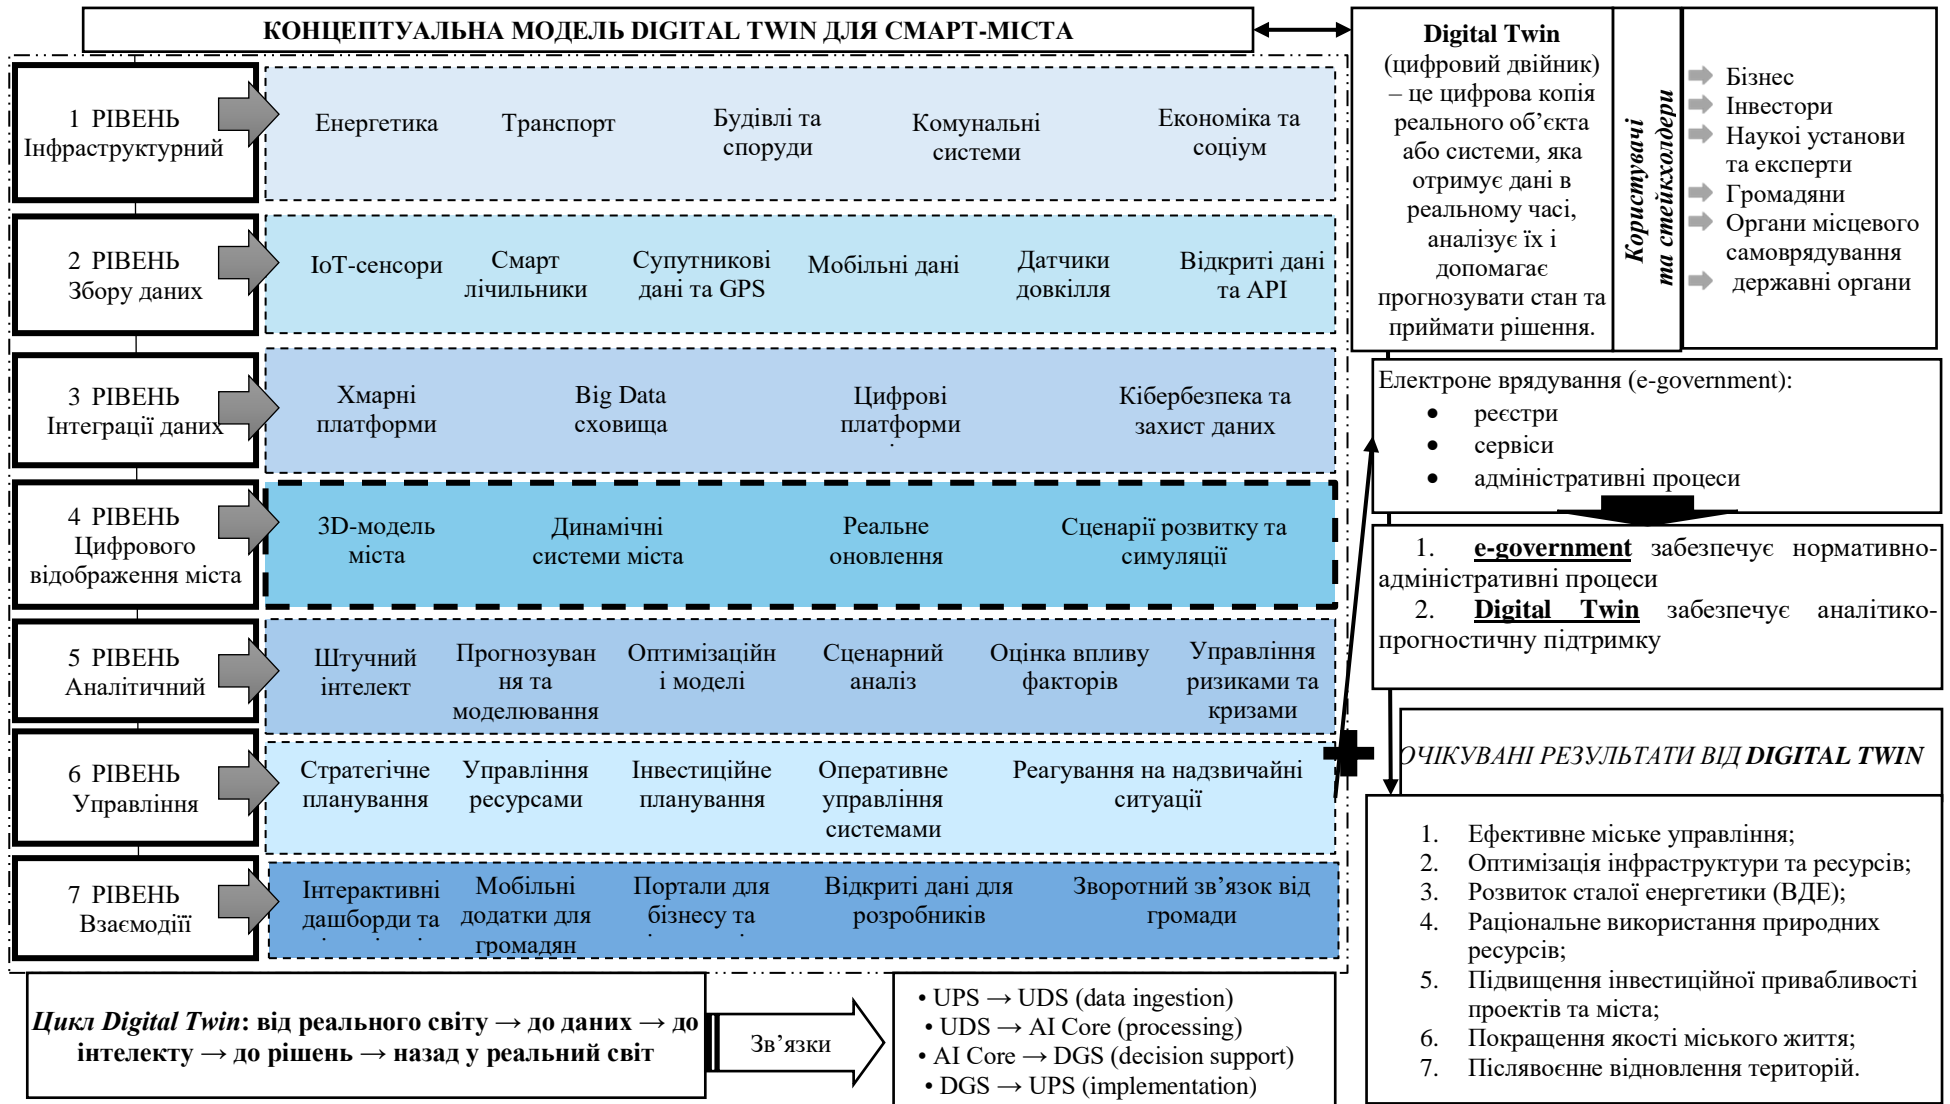 КОНЦЕПТУАЛЬНА МОДЕЛЬ DIGITAL TWIN ДЛЯ СМАРТ-МІСТА
1 РІВЕНЬ
Інфраструктурний
Енергетика
Транспорт
Будівлі та
споруди
Комунальні
системи
Економіка та
соціум
2 РІВЕНЬ
Збору даних
ІоТ-сенсори
Смарт
лічильники
Супутникові
дані та GPS
Мобільні дані
Датчики
довкілля
Відкриті дані
та API
3 РІВЕНЬ
Інтеграції даних
Хмарні
платформи
Big Data
сховища
Цифрові
платформи
Кібербезпека та
захист даних
4 РІВЕНЬ
Цифрового
відображення міста
3D-модель
міста
Динамічні
системи міста
Реальне
оновлення
Сценарії розвитку та
симуляції
5 РІВЕНЬ
Аналітичний
Штучний
інтелект
Прогнозуван
ня та
моделювання
Оптимізаційн
і моделі
Сценарний
аналіз
Оцінка впливу
факторів
Управління
ризиками та
кризами
6 РІВЕНЬ
Управління
Стратегічне
планування
Управління
ресурсами
Інвестиційне
планування
Оперативне
управління
системами
Реагування на надзвичайні
ситуації
7 РІВЕНЬ
Взаємодіїї
Інтерактивні
дашборди та
Мобільні
додатки для
громадян
Портали для
бізнесу та
Відкриті дані для
розробників
Зворотний зв’язок від
громади
Digital Twin
(цифровий двійник)
– це цифрова копія
реального об’єкта
або системи, яка
отримує дані в
реальному часі,
аналізує їх і
допомагає
прогнозувати стан та
приймати рішення.
Користувачі
та стейкхолдери
Бізнес
Інвестори
Наукоі установи
та експерти
Громадяни
Органи місцевого
самоврядування
державні органи
Електроне врядування (e-government):
• реєстри
• сервіси
• адміністративні процеси
1. e-government забезпечує нормативно-
адміністративні процеси
2. Digital Twin забезпечує аналітико-
прогностичну підтримку
ОЧІКУВАНІ РЕЗУЛЬТАТИ ВІД DIGITAL TWIN
1. Ефективне міське управління;
2. Оптимізація інфраструктури та ресурсів;
3. Розвиток сталої енергетики (ВДЕ);
4. Раціональне використання природних
ресурсів;
5. Підвищення інвестиційної привабливості
проектів та міста;
6. Покращення якості міського життя;
7. Післявоєнне відновлення територій.
Цикл Digital Twin: від реального світу → до даних → до
інтелекту → до рішень → назад у реальний світ
Зв’язки
• UPS → UDS (data ingestion)
• UDS → AI Core (processing)
• AI Core → DGS (decision support)
• DGS → UPS (implementation)